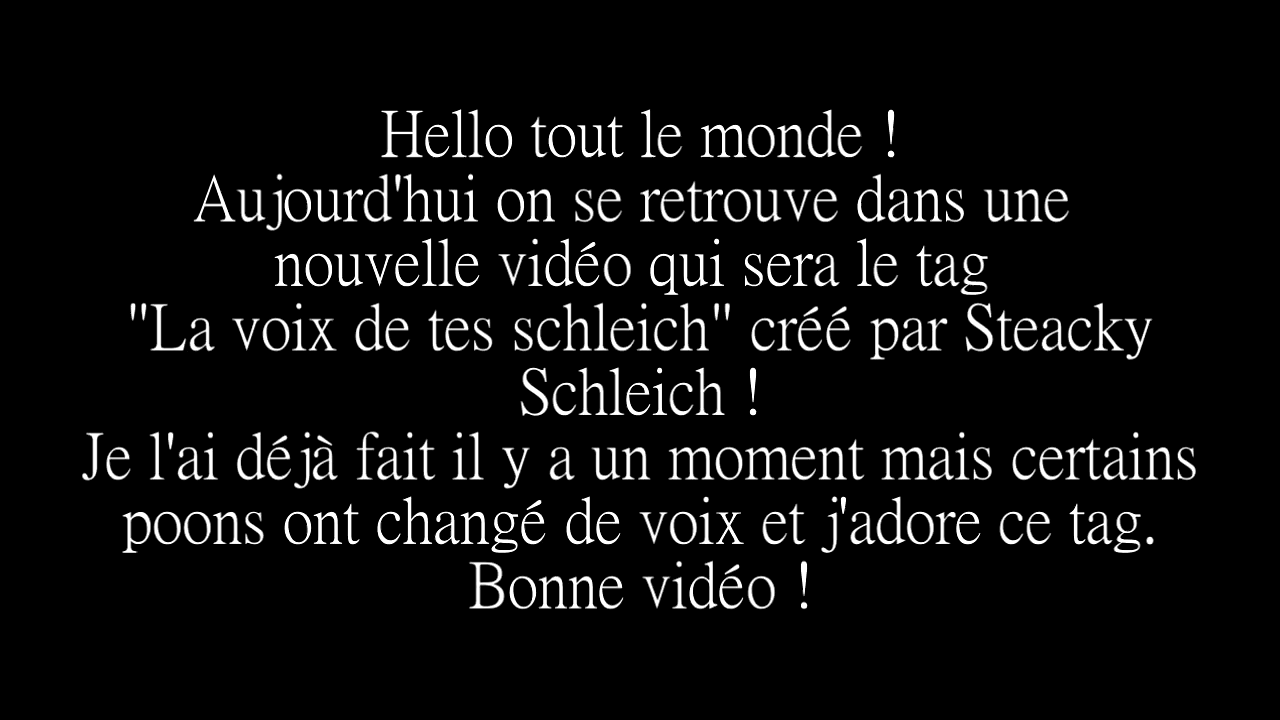 Hello tout le monde !
Aujourd'hui on se retrouve dans une
nouvelle vidéo qui sera le tag
"La voix de tes schleich" créé par Steacky
Schleich !
Je l'ai déjà fait il y a un moment mais certains
poons ont changé de voix et j'adore ce tag.
Bonne vidéo !